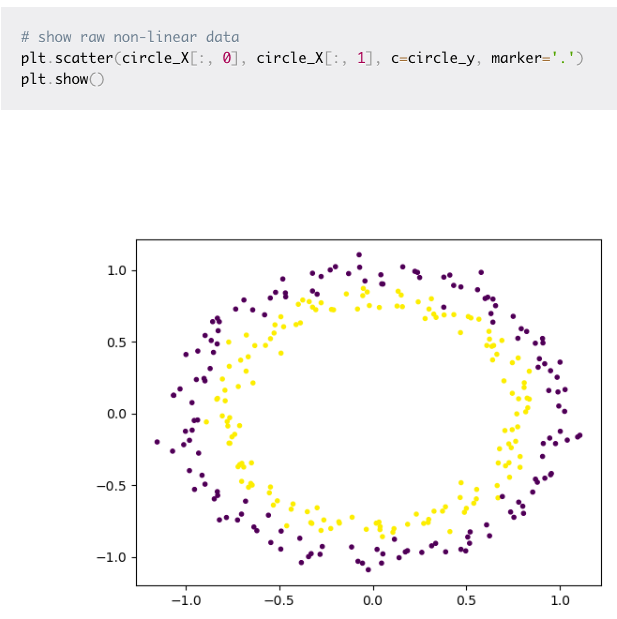 # show raw non-linear data
plt.scatter(circle_X[:, 0], circle_X[:, 1], c=circle_y, marker='.')
plt.show()
1.0
0.5
0.0
−0.5
−1.0
−1.0 −0.5 0.0 0.5 1.0